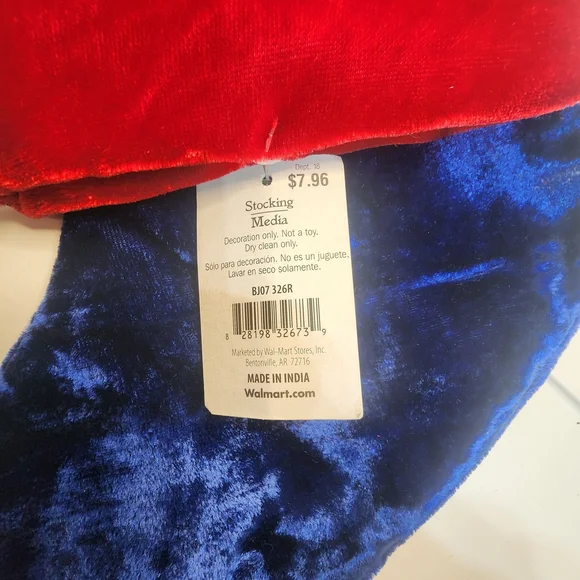 Dept. 18
$7.96
Stocking
Media
Decoration only. Not a toy.
Dry clean only.
Sólo para decoración. No es un juguete.
Lavar en seco solamente.
BJ07 326R
8 28198 32673 9
Marketed by Wal-Mart Stores, Inc.
Bentonville, AR 72716
MADE IN INDIA
Walmart.com